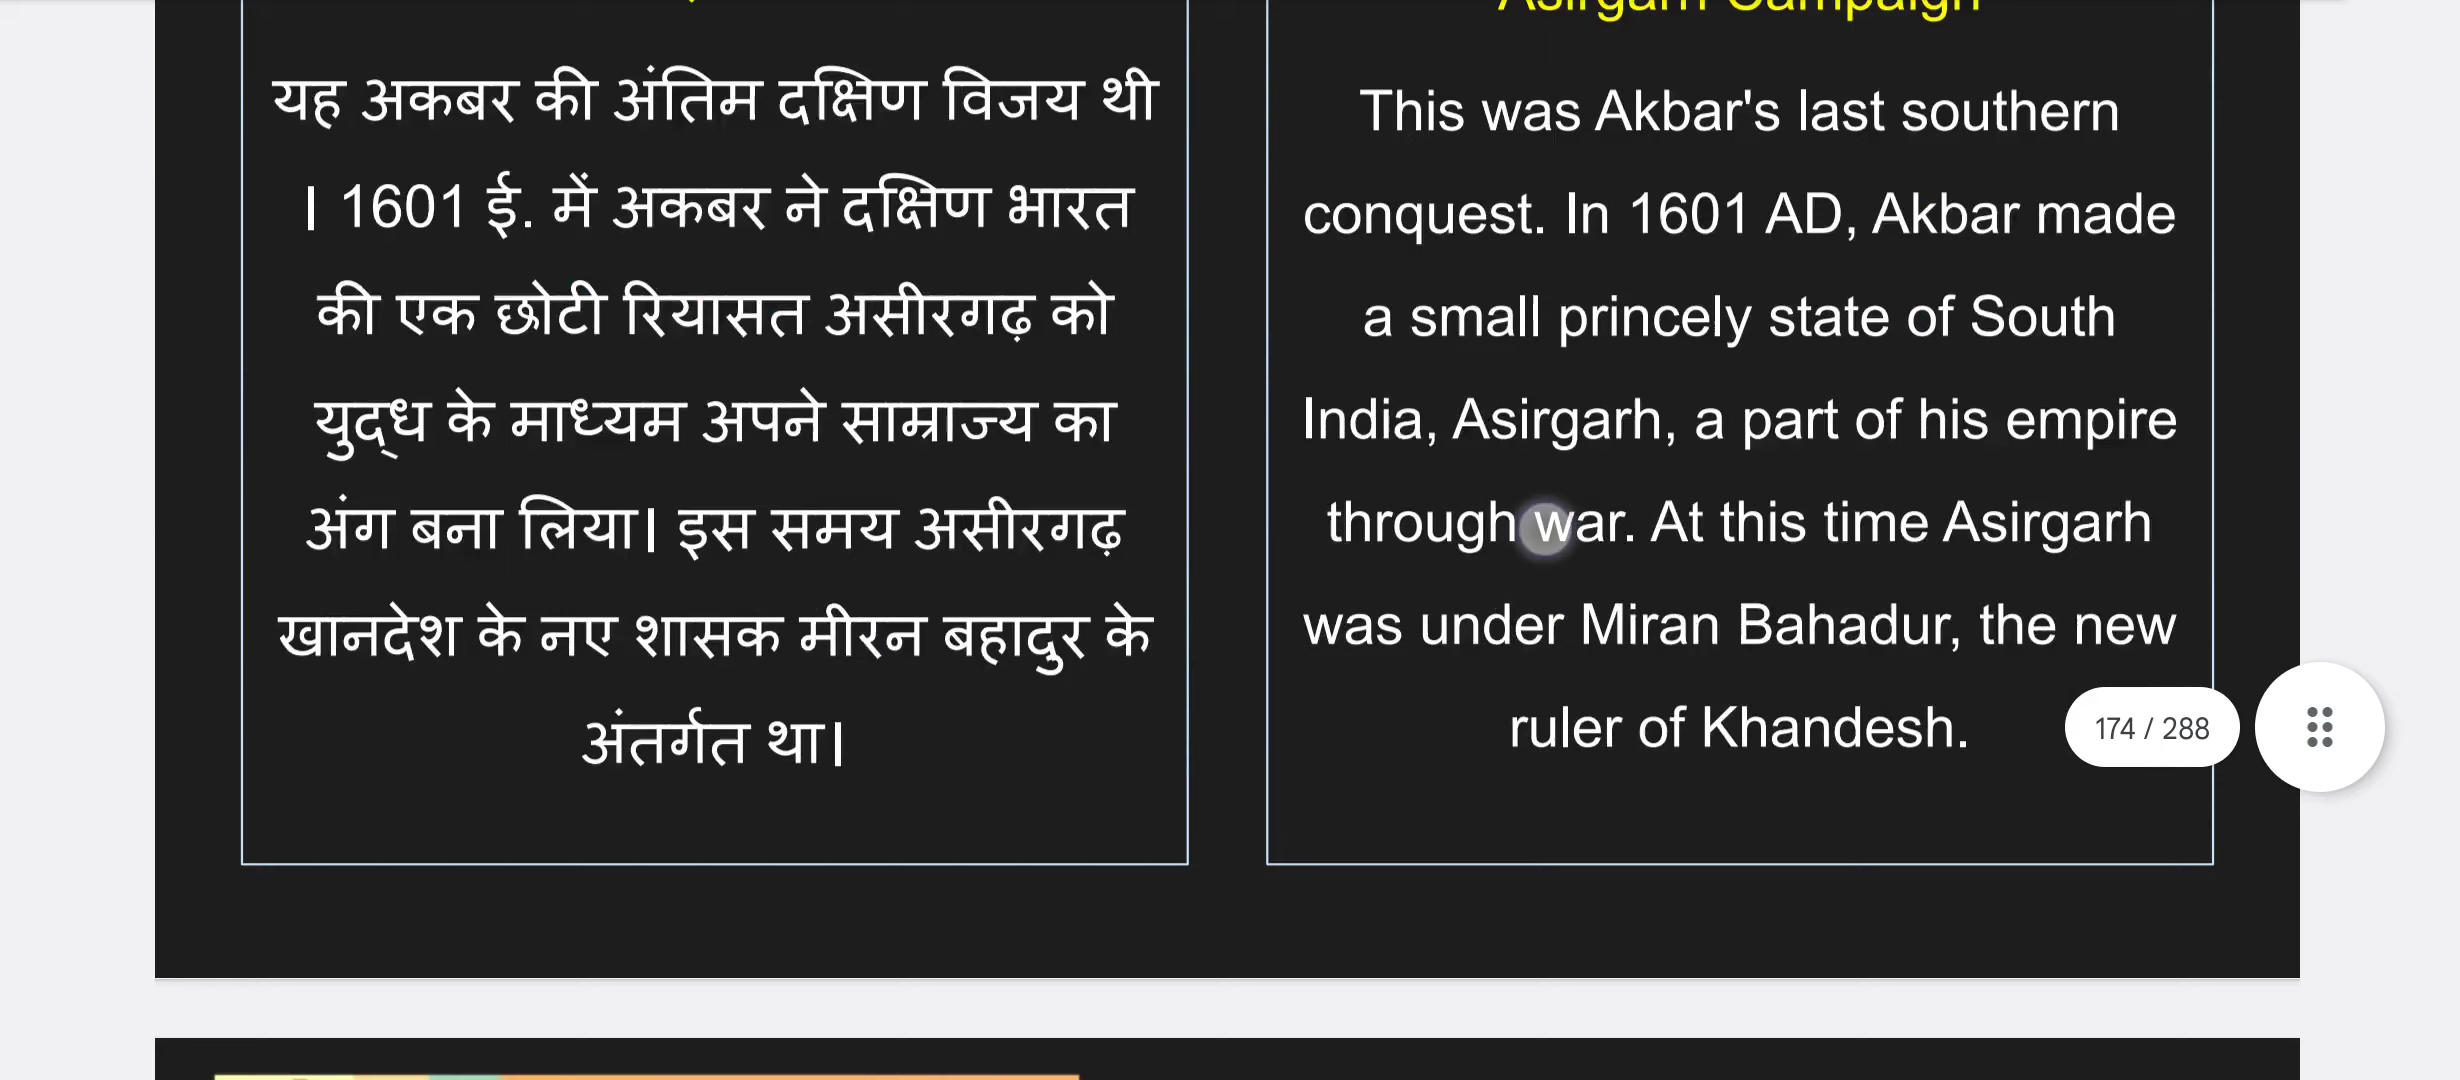 यह अकबर की अंतिम दक्षिण विजय थी
। 1601 ई. में अकबर ने दक्षिण भारत
की एक छोटी रियासत असीरगढ़ को
युद्ध के माध्यम अपने साम्राज्य का
अंग बना लिया। इस समय असीरगढ़
खानदेश के नए शासक मीरन बहादुर के
अंतर्गत था।
Asirgarh Campaign
This was Akbar's last southern
conquest. In 1601 AD, Akbar made
a small princely state of South
India, Asirgarh, a part of his empire
through war. At this time Asirgarh
was under Miran Bahadur, the new
ruler of Khandesh.
174 / 288